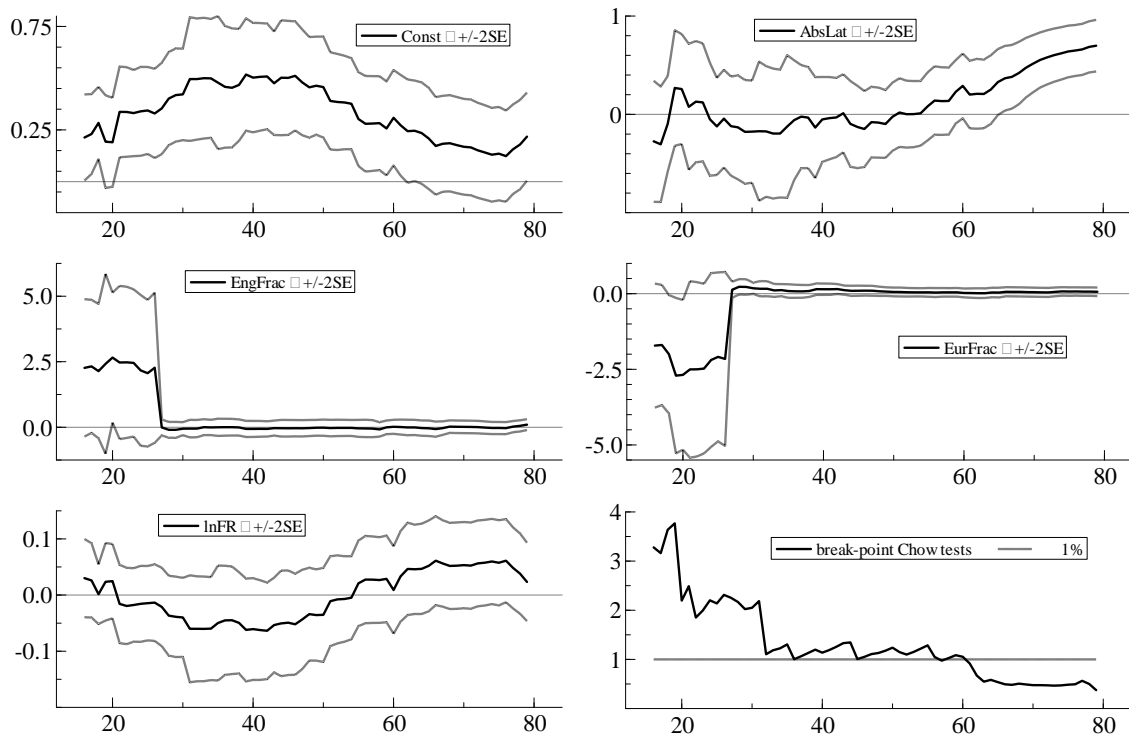 0.75
0.25
Const □ +/-2SE
20 40 60 80
1
0
AbsLat □ +/-2SE
20 40 60 80
5.0
2.5
0.0
EngFrac □ +/-2SE
20 40 60 80
0.0
-2.5
-5.0
EurFrac □ +/-2SE
20 40 60 80
0.1
0.0
-0.1
lnFR □ +/-2SE
20 40 60 80
4
3
2
1
break-point Chow tests 1%
20 40 60 80